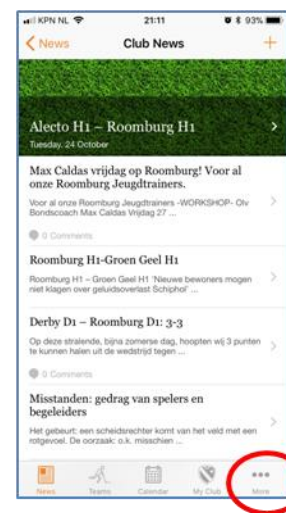 KPN NL 21:11 93%
News Club News +
Alecto H1 – Roomburg H1
Tuesday, 24 October
Max Caldas vrijdag op Roomburg! Voor al
onze Roomburg Jeugdtrainers.
Voor al onze Roomburg Jeugdtrainers -WORKSHOP- Olv
Bondscoach Max Caldas Vrijdag 27 ...
0 Comments
Roomburg H1-Groen Geel H1
Roomburg H1 – Groen Geel H1 'Nieuwe bewoners mogen
niet klagen over geluidsoverlast Schiphol' ...
Derby D1 – Roomburg D1: 3-3
Op deze stralende, bijna zomerse dag, hoopten wij 3 punten
te kunnen halen uit de wedstrijd tegen ...
0 Comments
Misstanden: gedrag van spelers en
begeleiders
Het gebeurt: een scheidsrechter komt van het veld met een
rotgevoel. De oorzaak: o.k. misschien ...
News Teams Calendar My Club More